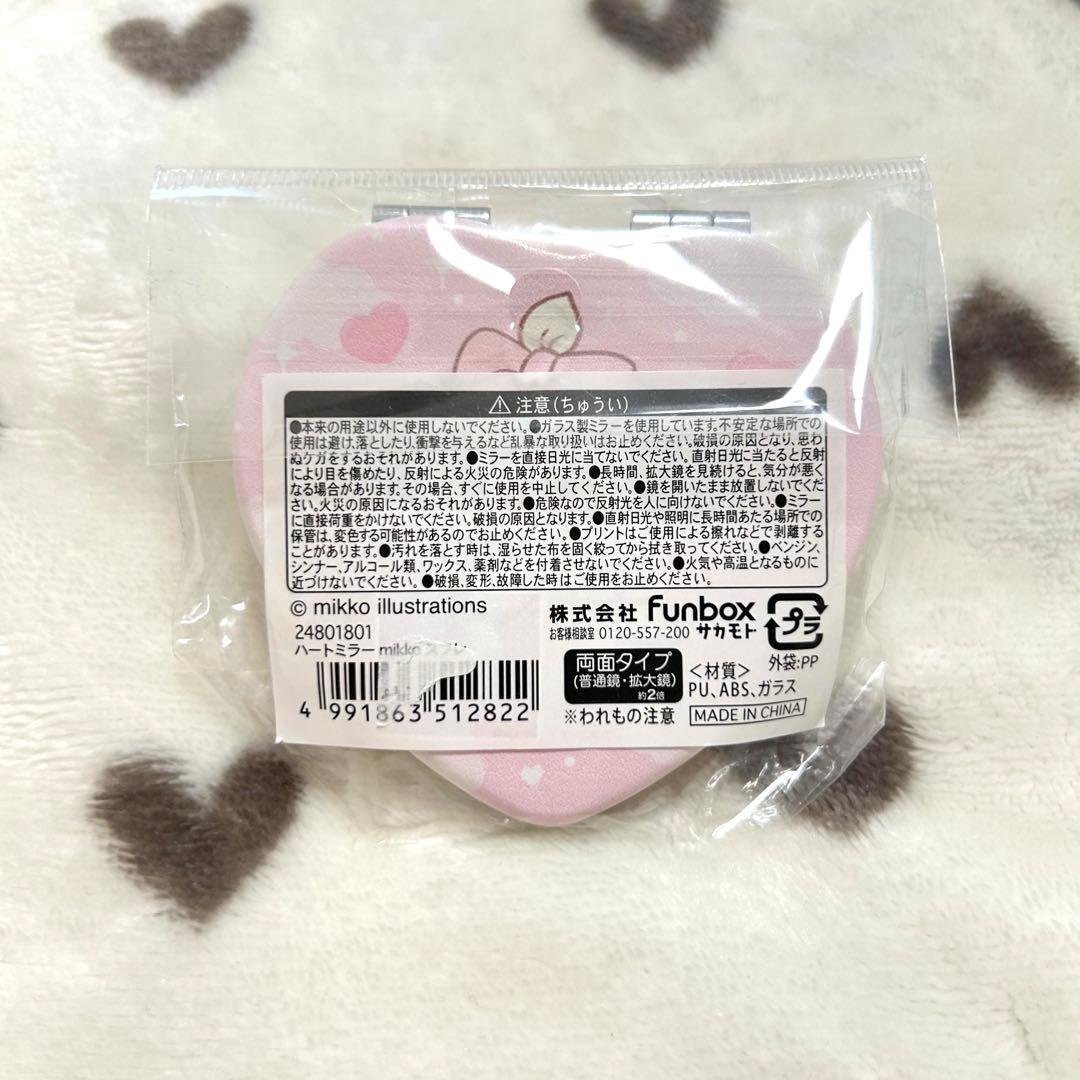 ⚠ 注意(ちゅうい)
●本来の用途以外に使用しないでください。●ガラス製ミラーを使用しています。不安定な場所での
使用は避け、落としたり、衝撃を与えるなど乱暴な取り扱いはお止めください。破損の原因となり、思わ
ぬケガをするおそれがあります。●ミラーを直接日光に当てないでください。直射日光に当たると反射
により目を傷めたり、反射による火災の危険があります。●長時間、拡大鏡を見続けると、気分が悪く
なる場合があります。その場合、すぐに使用を中止してください。●鏡を開いたまま放置しないでくださ
い。火災の原因になるおそれがあります。●危険なので反射光を人に向けないでください。●ミラー
に直接荷重をかけないでください。破損の原因となります。●直射日光や照明に長時間あたる場所での
保管は、変色する可能性があるのでお止めください。●プリントはご使用による擦れなどで剥離する
ことがあります。●汚れを落とす時は、湿らせた布を固く絞ってから拭き取ってください。●ベンジン、
シンナー、アルコール類、ワックス、薬剤などを付着させないでください。●火気や高温となるものに
近づけないでください。●破損、変形、故障した時はご使用をお止めください。
© mikko illustrations
24801801
ハートミラー mikko
4 991863 512822
株式会社 Funbox サカモト
お客様相談室 0120-557-200
プラ
外袋:PP
両面タイプ
(普通鏡・拡大鏡)
約2倍
※われもの注意
<材質>
PU、ABS、ガラス
MADE IN CHINA